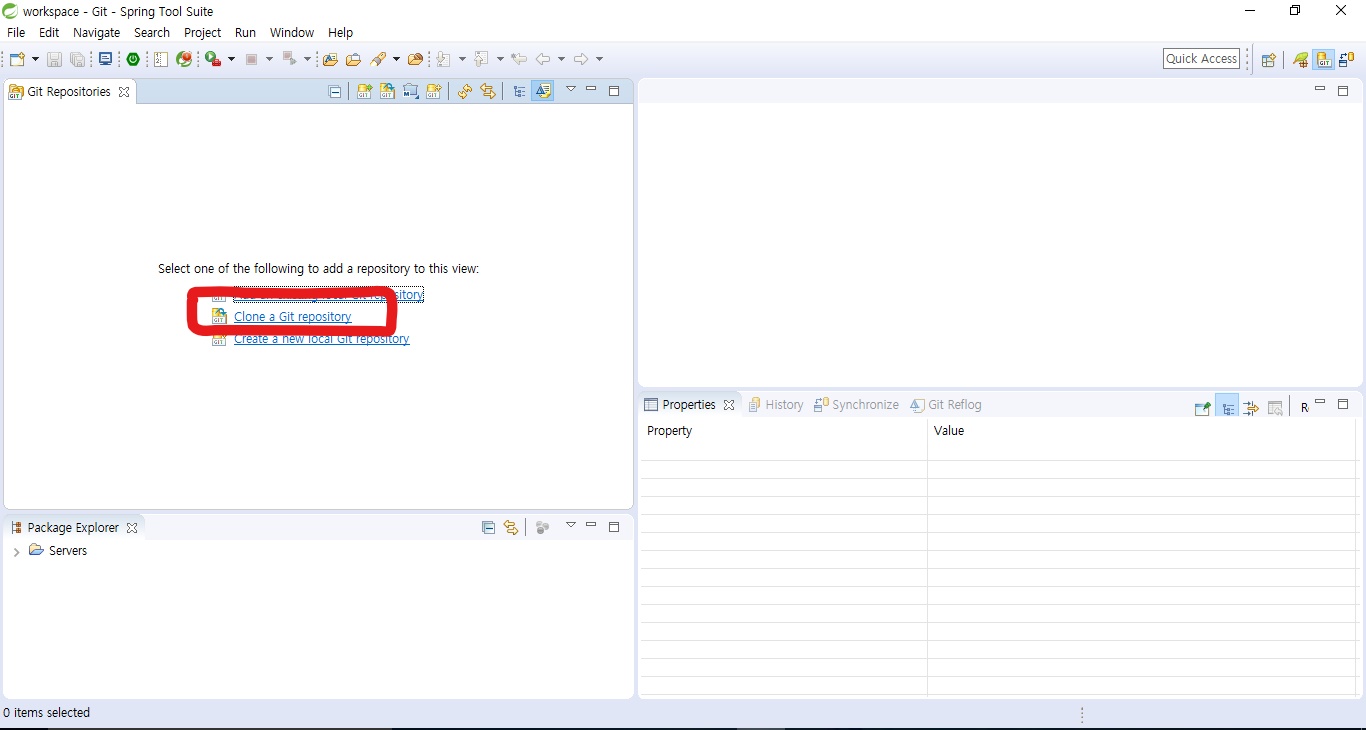 workspace - Git - Spring Tool Suite
File Edit Navigate Search Project Run Window Help
Quick Access
Git Repositories
Select one of the following to add a repository to this view:
Clone a Git repository
Create a new local Git repository
Properties History Synchronize Git Reflog
Property Value
Package Explorer
Servers
0 items selected